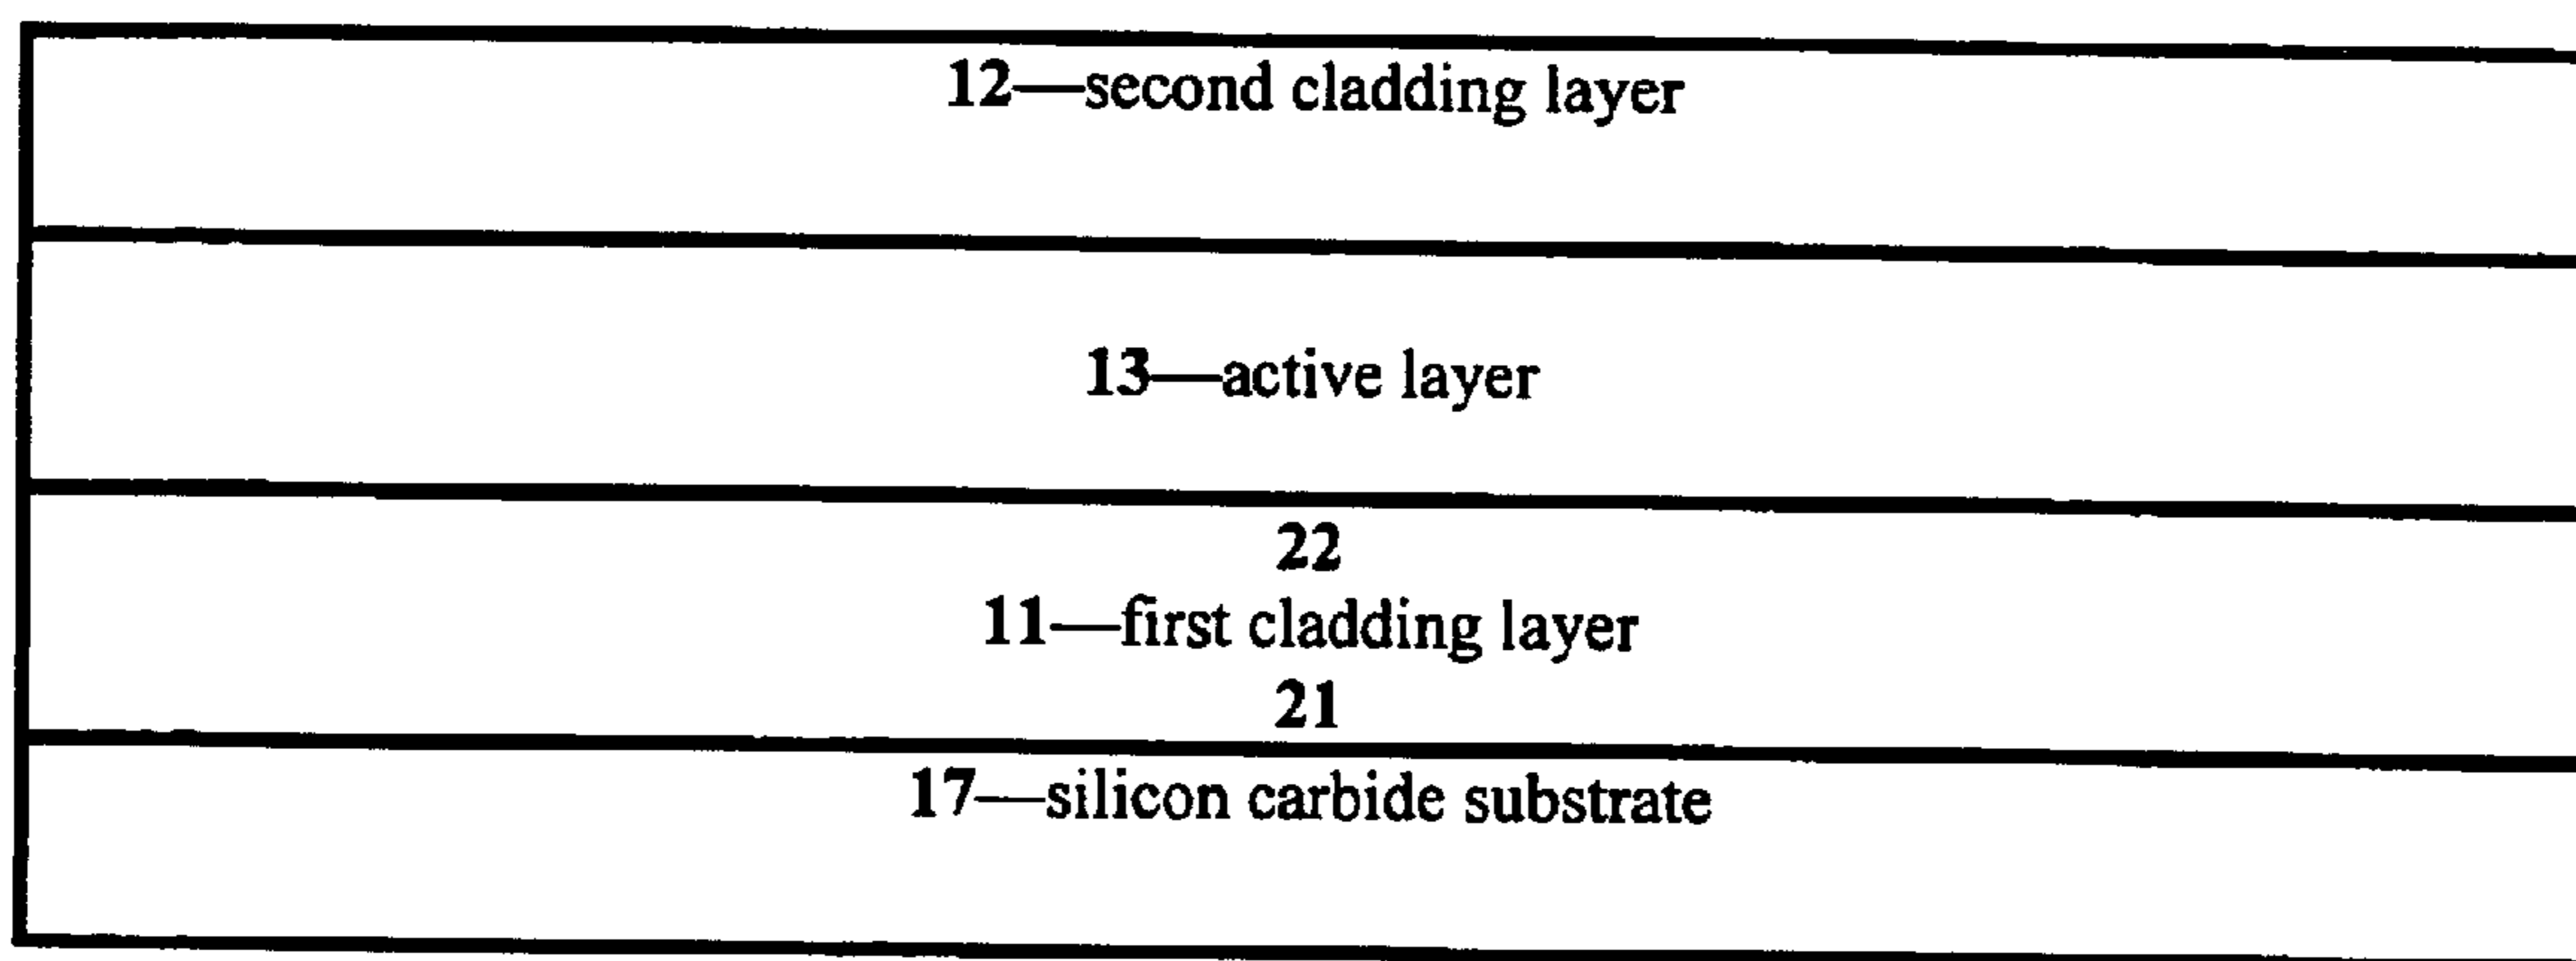 12—second cladding layer
13—active layer
22
11—first cladding layer
21
17—silicon carbide substrate